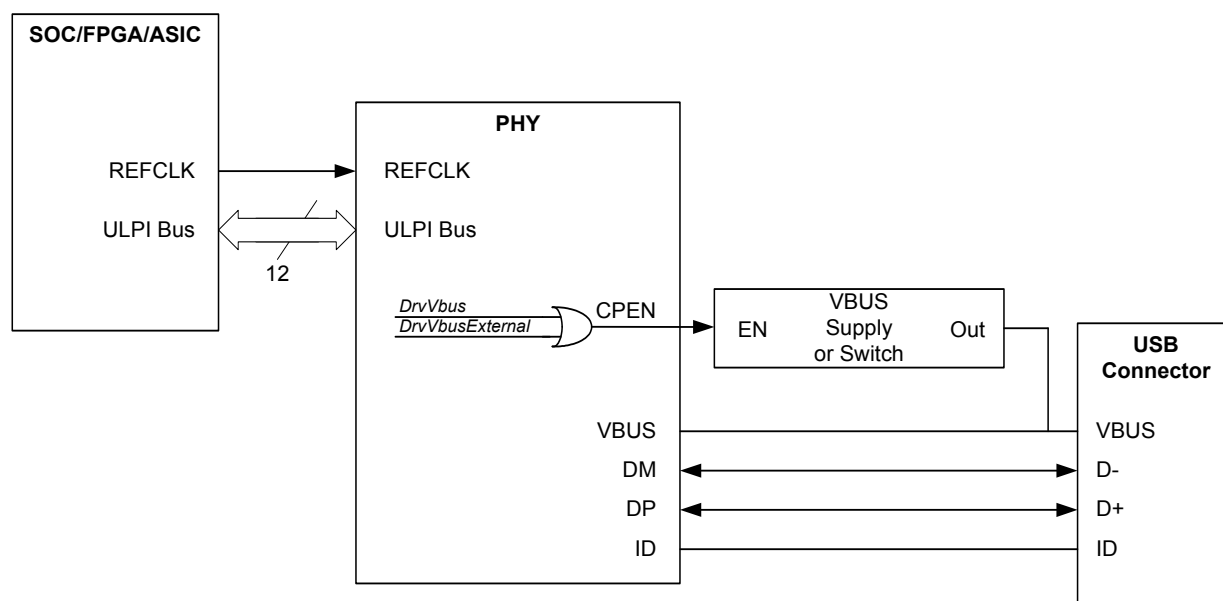 SOC/FPGA/ASIC
REFCLK
ULPI Bus
12
PHY
REFCLK
ULPI Bus
DrvVbus
DrvVbusExternal
CPEN
VBUS
DM
DP
ID
EN
VBUS
Supply
or Switch
Out
USB
Connector
VBUS
D-
D+
ID